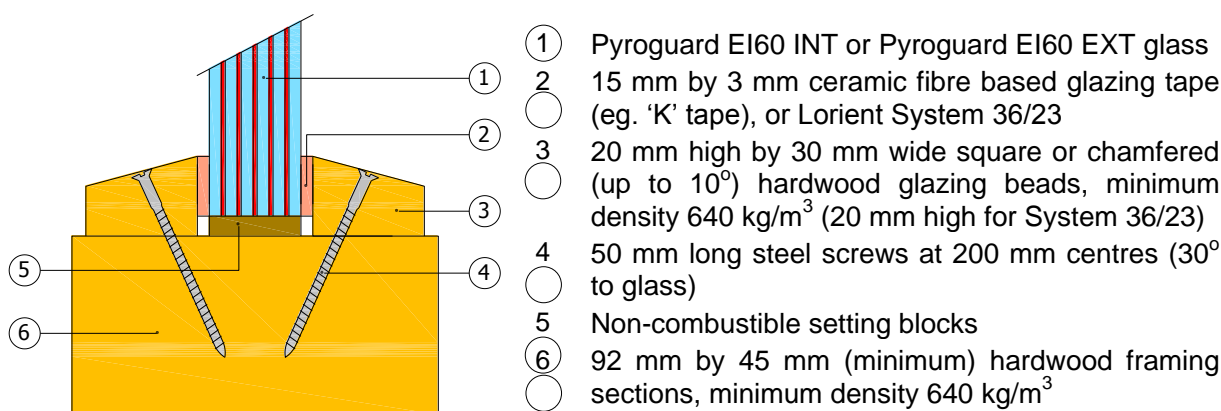 1 Pyroguard EI60 INT or Pyroguard EI60 EXT glass
2 15 mm by 3 mm ceramic fibre based glazing tape
(eg. ‘K’ tape), or Lorient System 36/23
3 20 mm high by 30 mm wide square or chamfered
(up to 10º) hardwood glazing beads, minimum
density 640 kg/m³ (20 mm high for System 36/23)
4 50 mm long steel screws at 200 mm centres (30º
to glass)
5 Non-combustible setting blocks
6 92 mm by 45 mm (minimum) hardwood framing
sections, minimum density 640 kg/m³
1
2
3
5
4
6